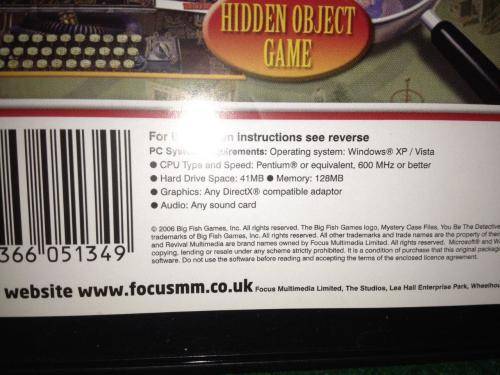 HIDDEN OBJECT
GAME
For instructions see reverse
PC Requirements: Operating system: Windows® XP / Vista
● CPU Type and Speed: Pentium® or equivalent, 600 MHz or better
● Hard Drive Space: 41MB ● Memory: 128MB
● Graphics: Any DirectX® compatible adaptor
● Audio: Any sound card
© 2006 Big Fish Games, Inc. All rights reserved. The Big Fish Games logo, Mystery Case Files, You Be The Detective
trademarks of Big Fish Games, Inc. All rights reserved. All other trademarks and trade names are the property of their
and Revival Multimedia are brand names owned by Focus Multimedia Limited. All rights reserved. Microsoft® and
copying, lending or resale under any scheme strictly prohibited. It is a condition of purchase that this original
software. Do not use the software before reading and accepting the terms of the enclosed licence agreement.
366 051349
website www.focusmm.co.uk Focus Multimedia Limited, The Studios, Lea Hall Enterprise Park,